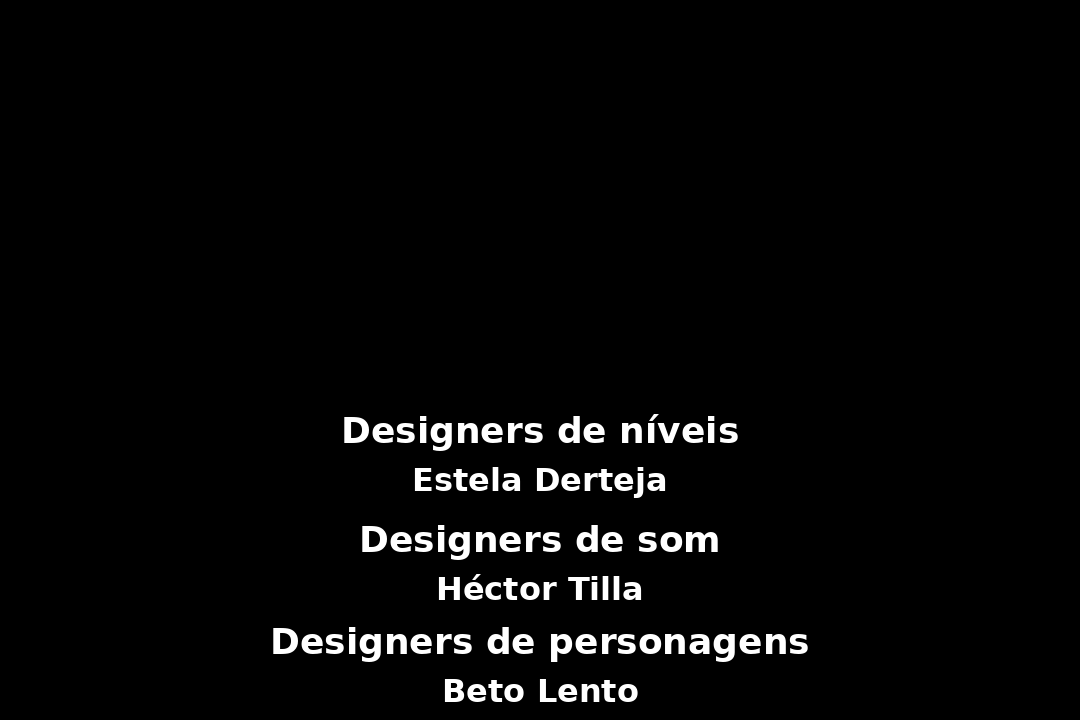 Designers de níveis
Estela Derteja
Designers de som
Héctor Tilla
Designers de personagens
Beto Lento